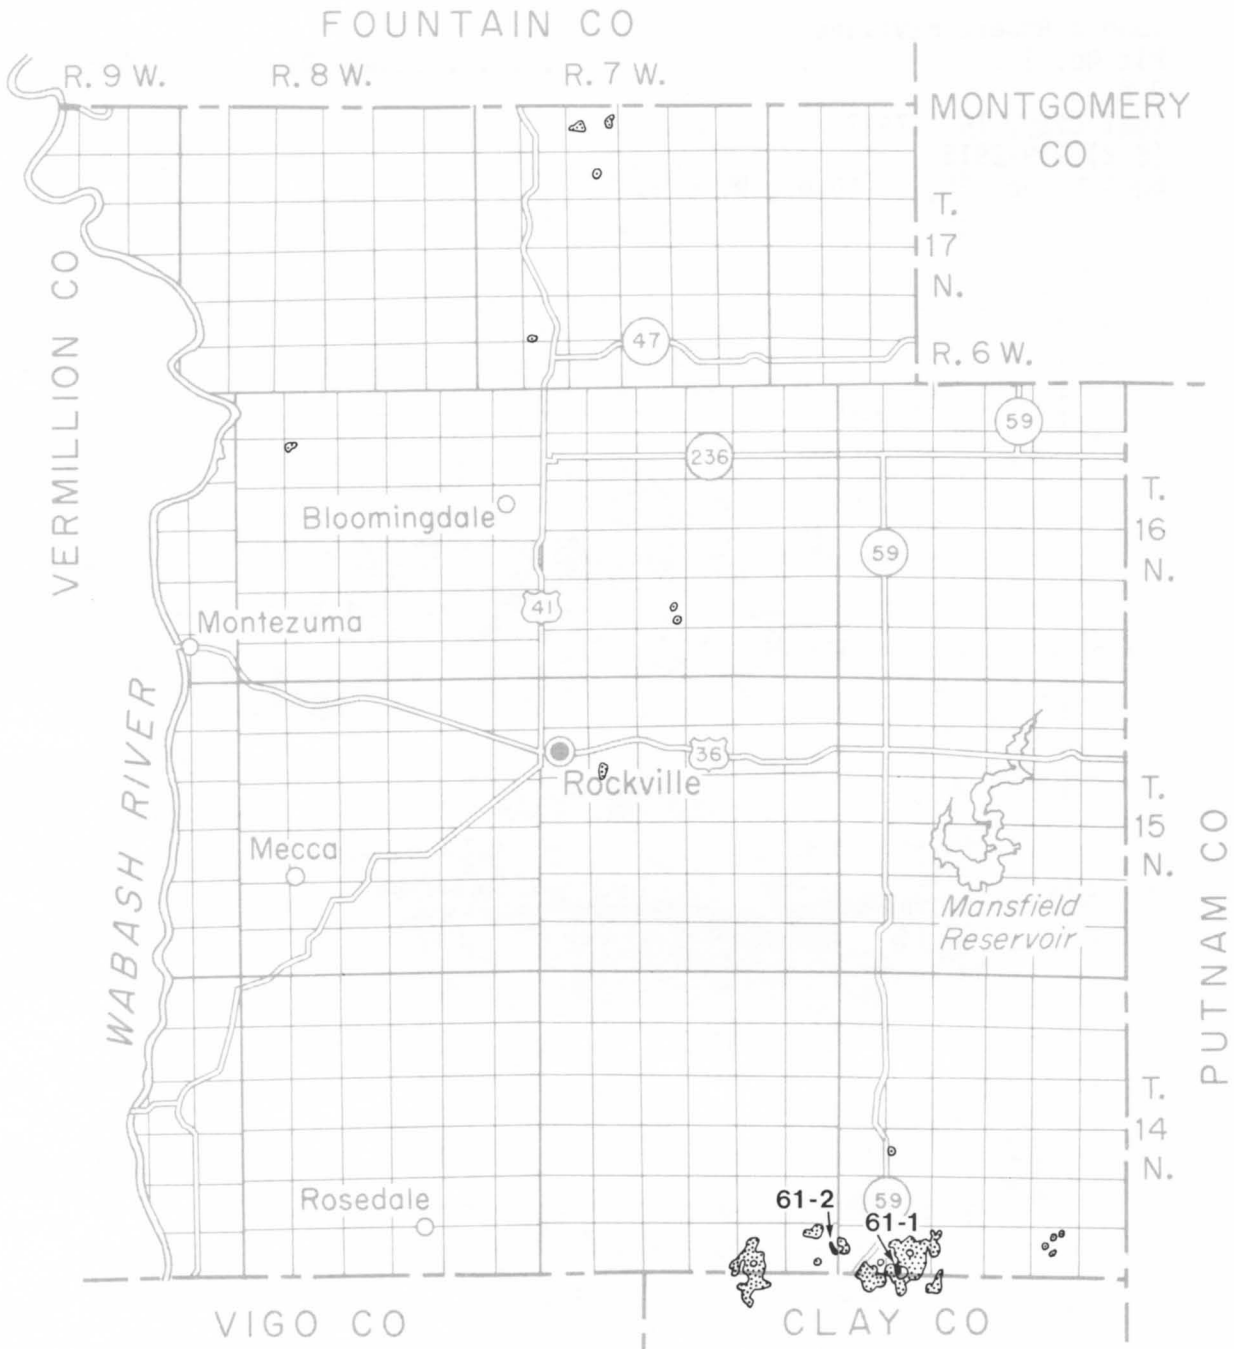 FOUNTAIN CO
R. 9 W.
R. 8 W.
R. 7 W.
MONTGOMERY
CO
T.
17
N.
VERMILLION CO
47
R. 6 W.
59
236
T.
16
N.
Bloomingdale
59
41
Montezuma
WABASH RIVER
36
Rockville
T.
15
N.
Mecca
Mansfield
Reservoir
PUTNAM CO
T.
14
N.
Rosedale
61-2
59
61-1
VIGO CO
CLAY CO